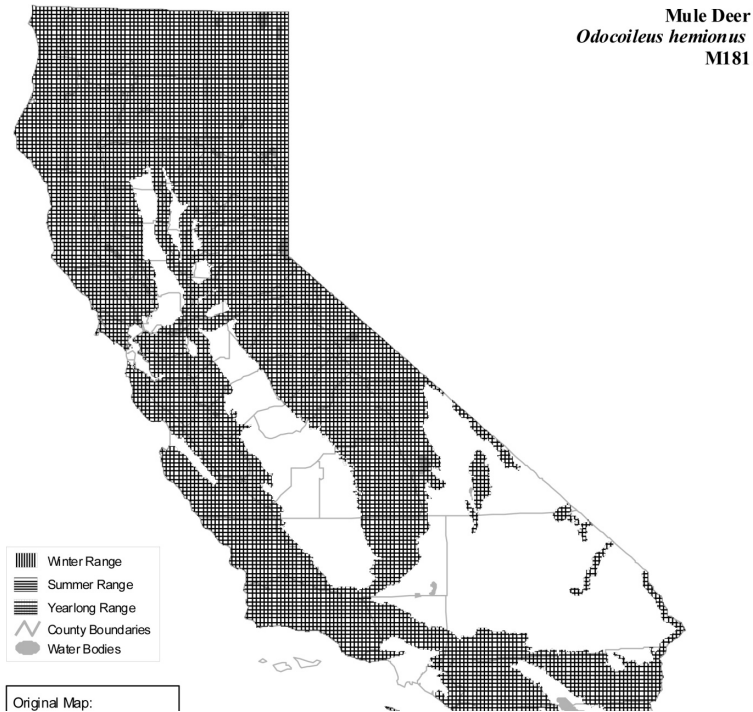 Mule Deer
Odocoileus hemionus
M181
Winter Range
Summer Range
Yearlong Range
County Boundaries
Water Bodies
Original Map: